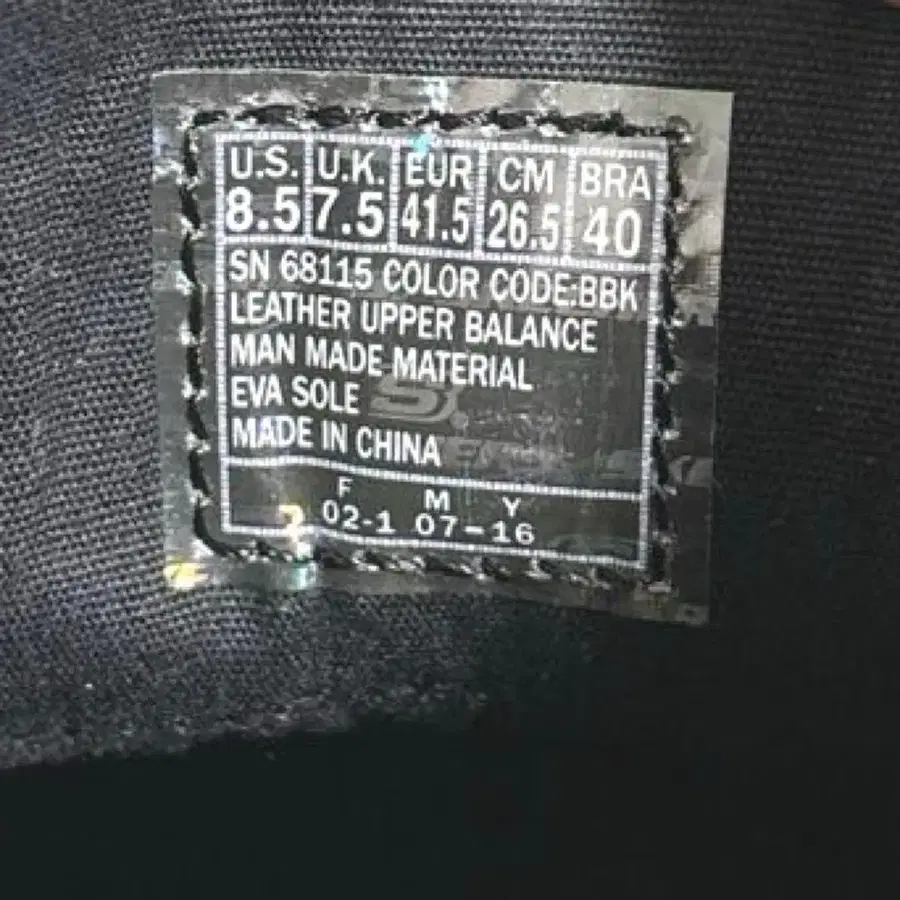 U.S. U.K. EUR CM BRA
8.5 7.5 41.5 26.5 40
SN 68115 COLOR CODE:BBK
LEATHER UPPER BALANCE
MAN MADE MATERIAL
EVA SOLE
MADE IN CHINA
F M Y
02-1 07-16